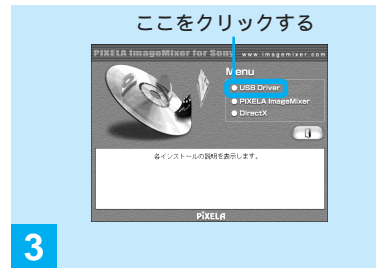 ここをクリックする
PIXELA ImageMixer for Sony www.imagemixer.com
Menu
USB Driver
PIXELA ImageMixer
DirectX
各インストールの説明を表示します。
PIXELA
3